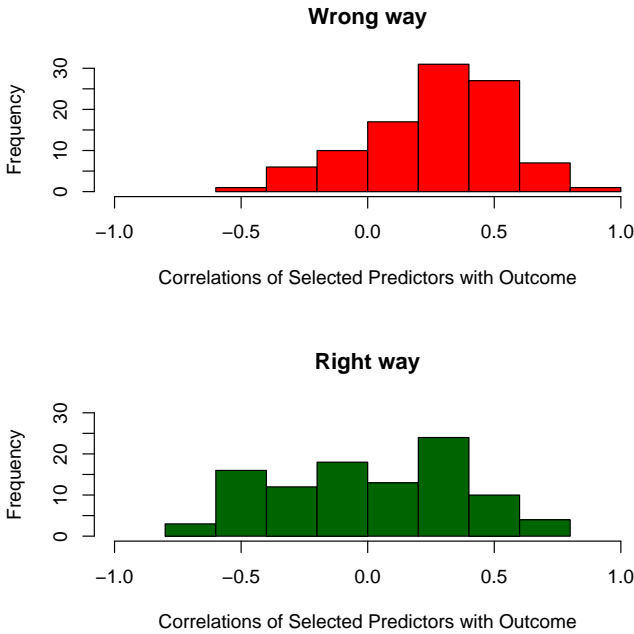 Wrong way
Frequency
0
10
20
30
−1.0 −0.5 0.0 0.5 1.0
Correlations of Selected Predictors with Outcome
Right way
Frequency
0
10
20
30
−1.0 −0.5 0.0 0.5 1.0
Correlations of Selected Predictors with Outcome